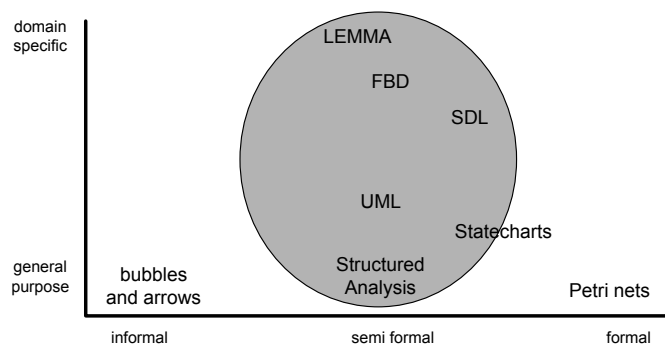 domain
specific
LEMMA
FBD
SDL
UML
Statecharts
general
purpose
bubbles
and arrows
Structured
Analysis
Petri nets
informal
semi formal
formal